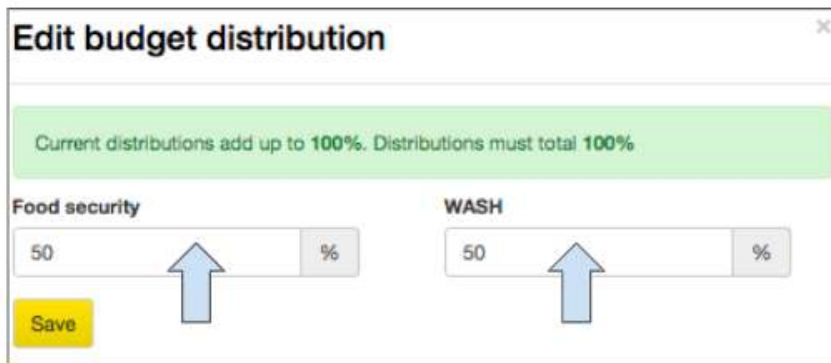 Edit budget distribution
×
Current distributions add up to 100%. Distributions must total 100%
Food security WASH
50 % 50 %
Save